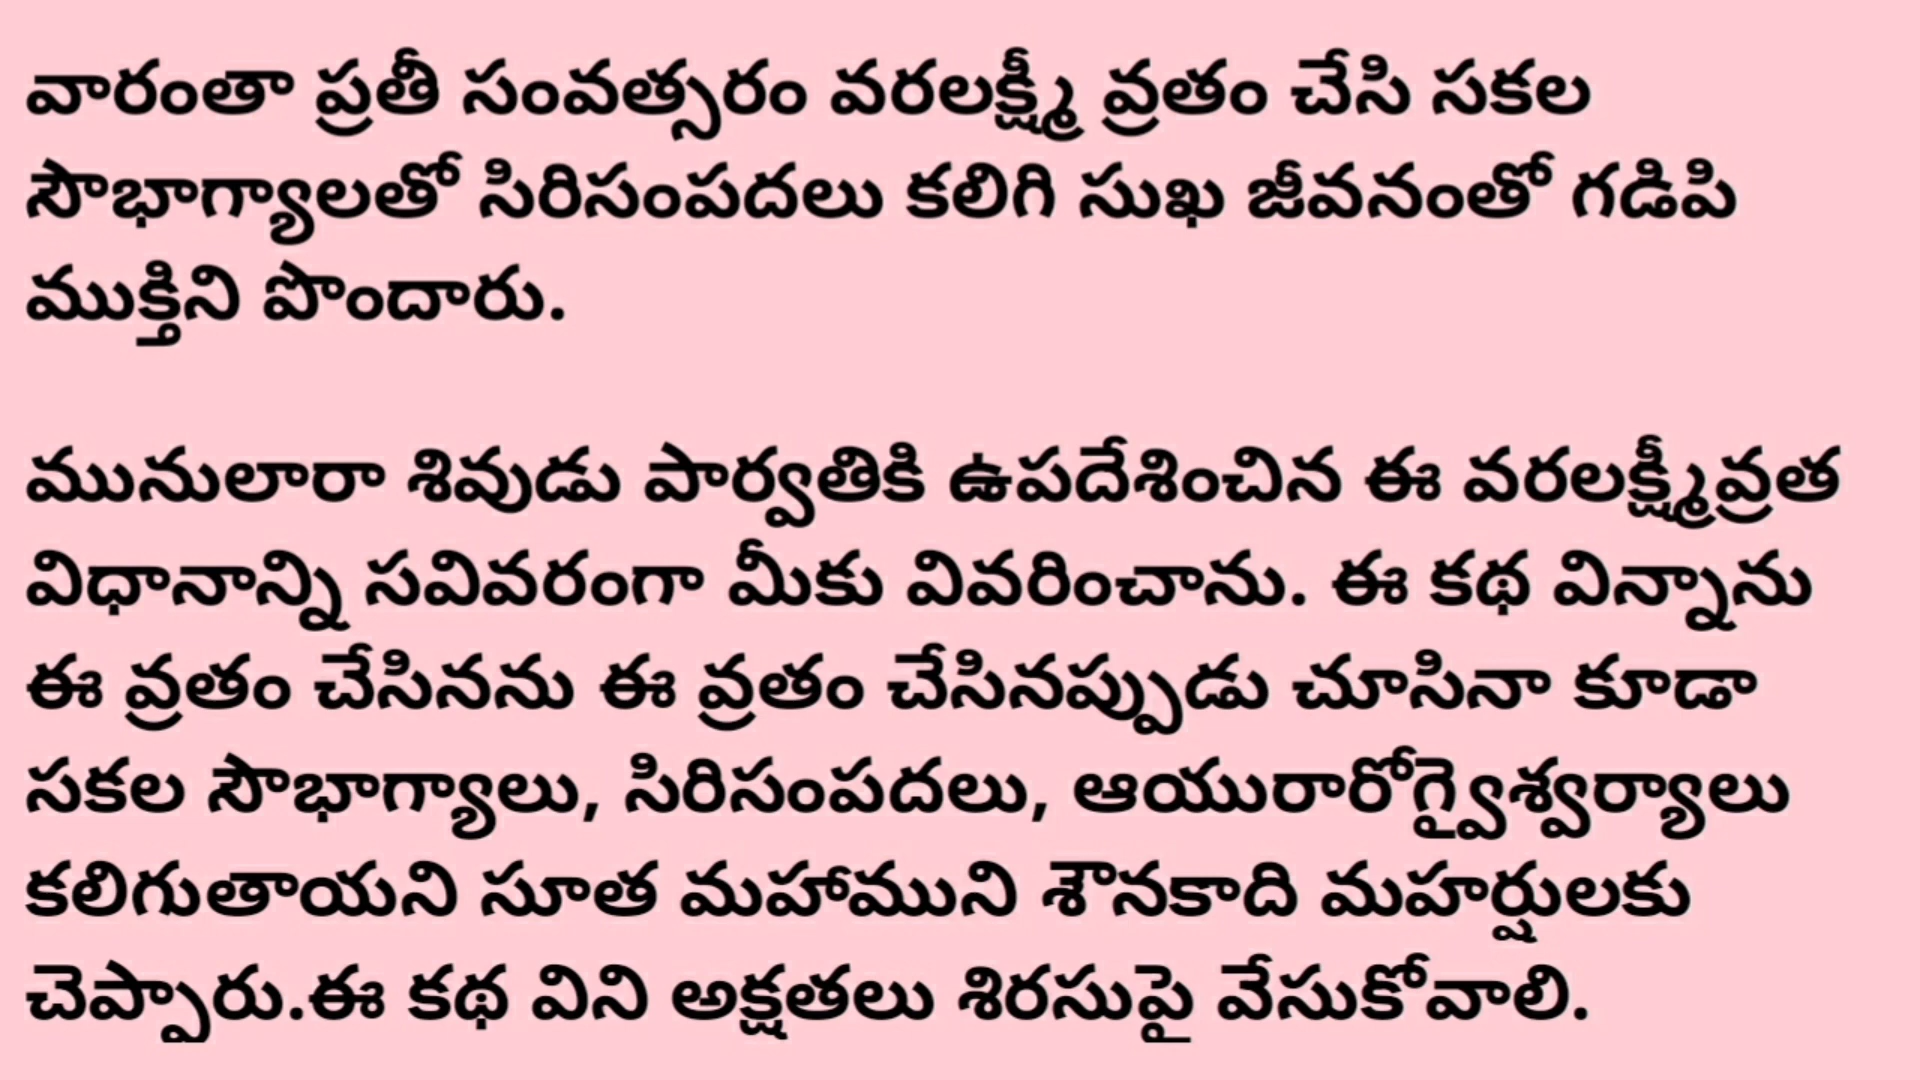 వారంతా ప్రతీ సంవత్సరం వరలక్ష్మీ వ్రతం చేసి సకల
సౌభాగ్యాలతో సిరిసంపదలు కలిగి సుఖ జీవనంతో గడిపి
ముక్తిని పొందారు.
మునులారా శివుడు పార్వతికి ఉపదేశించిన ఈ వరలక్ష్మీవ్రత
విధానాన్ని సవివరంగా మీకు వివరించాను. ఈ కథ విన్నాను
ఈ వ్రతం చేసినను ఈ వ్రతం చేసినప్పుడు చూసినా కూడా
సకల సౌభాగ్యాలు, సిరిసంపదలు, ఆయురారోగ్వైశ్వర్యాలు
కలిగుతాయని సూత మహాముని శౌనకాది మహర్షులకు
చెప్పారు.ఈ కథ విని అక్షతలు శిరసుపై వేసుకోవాలి.